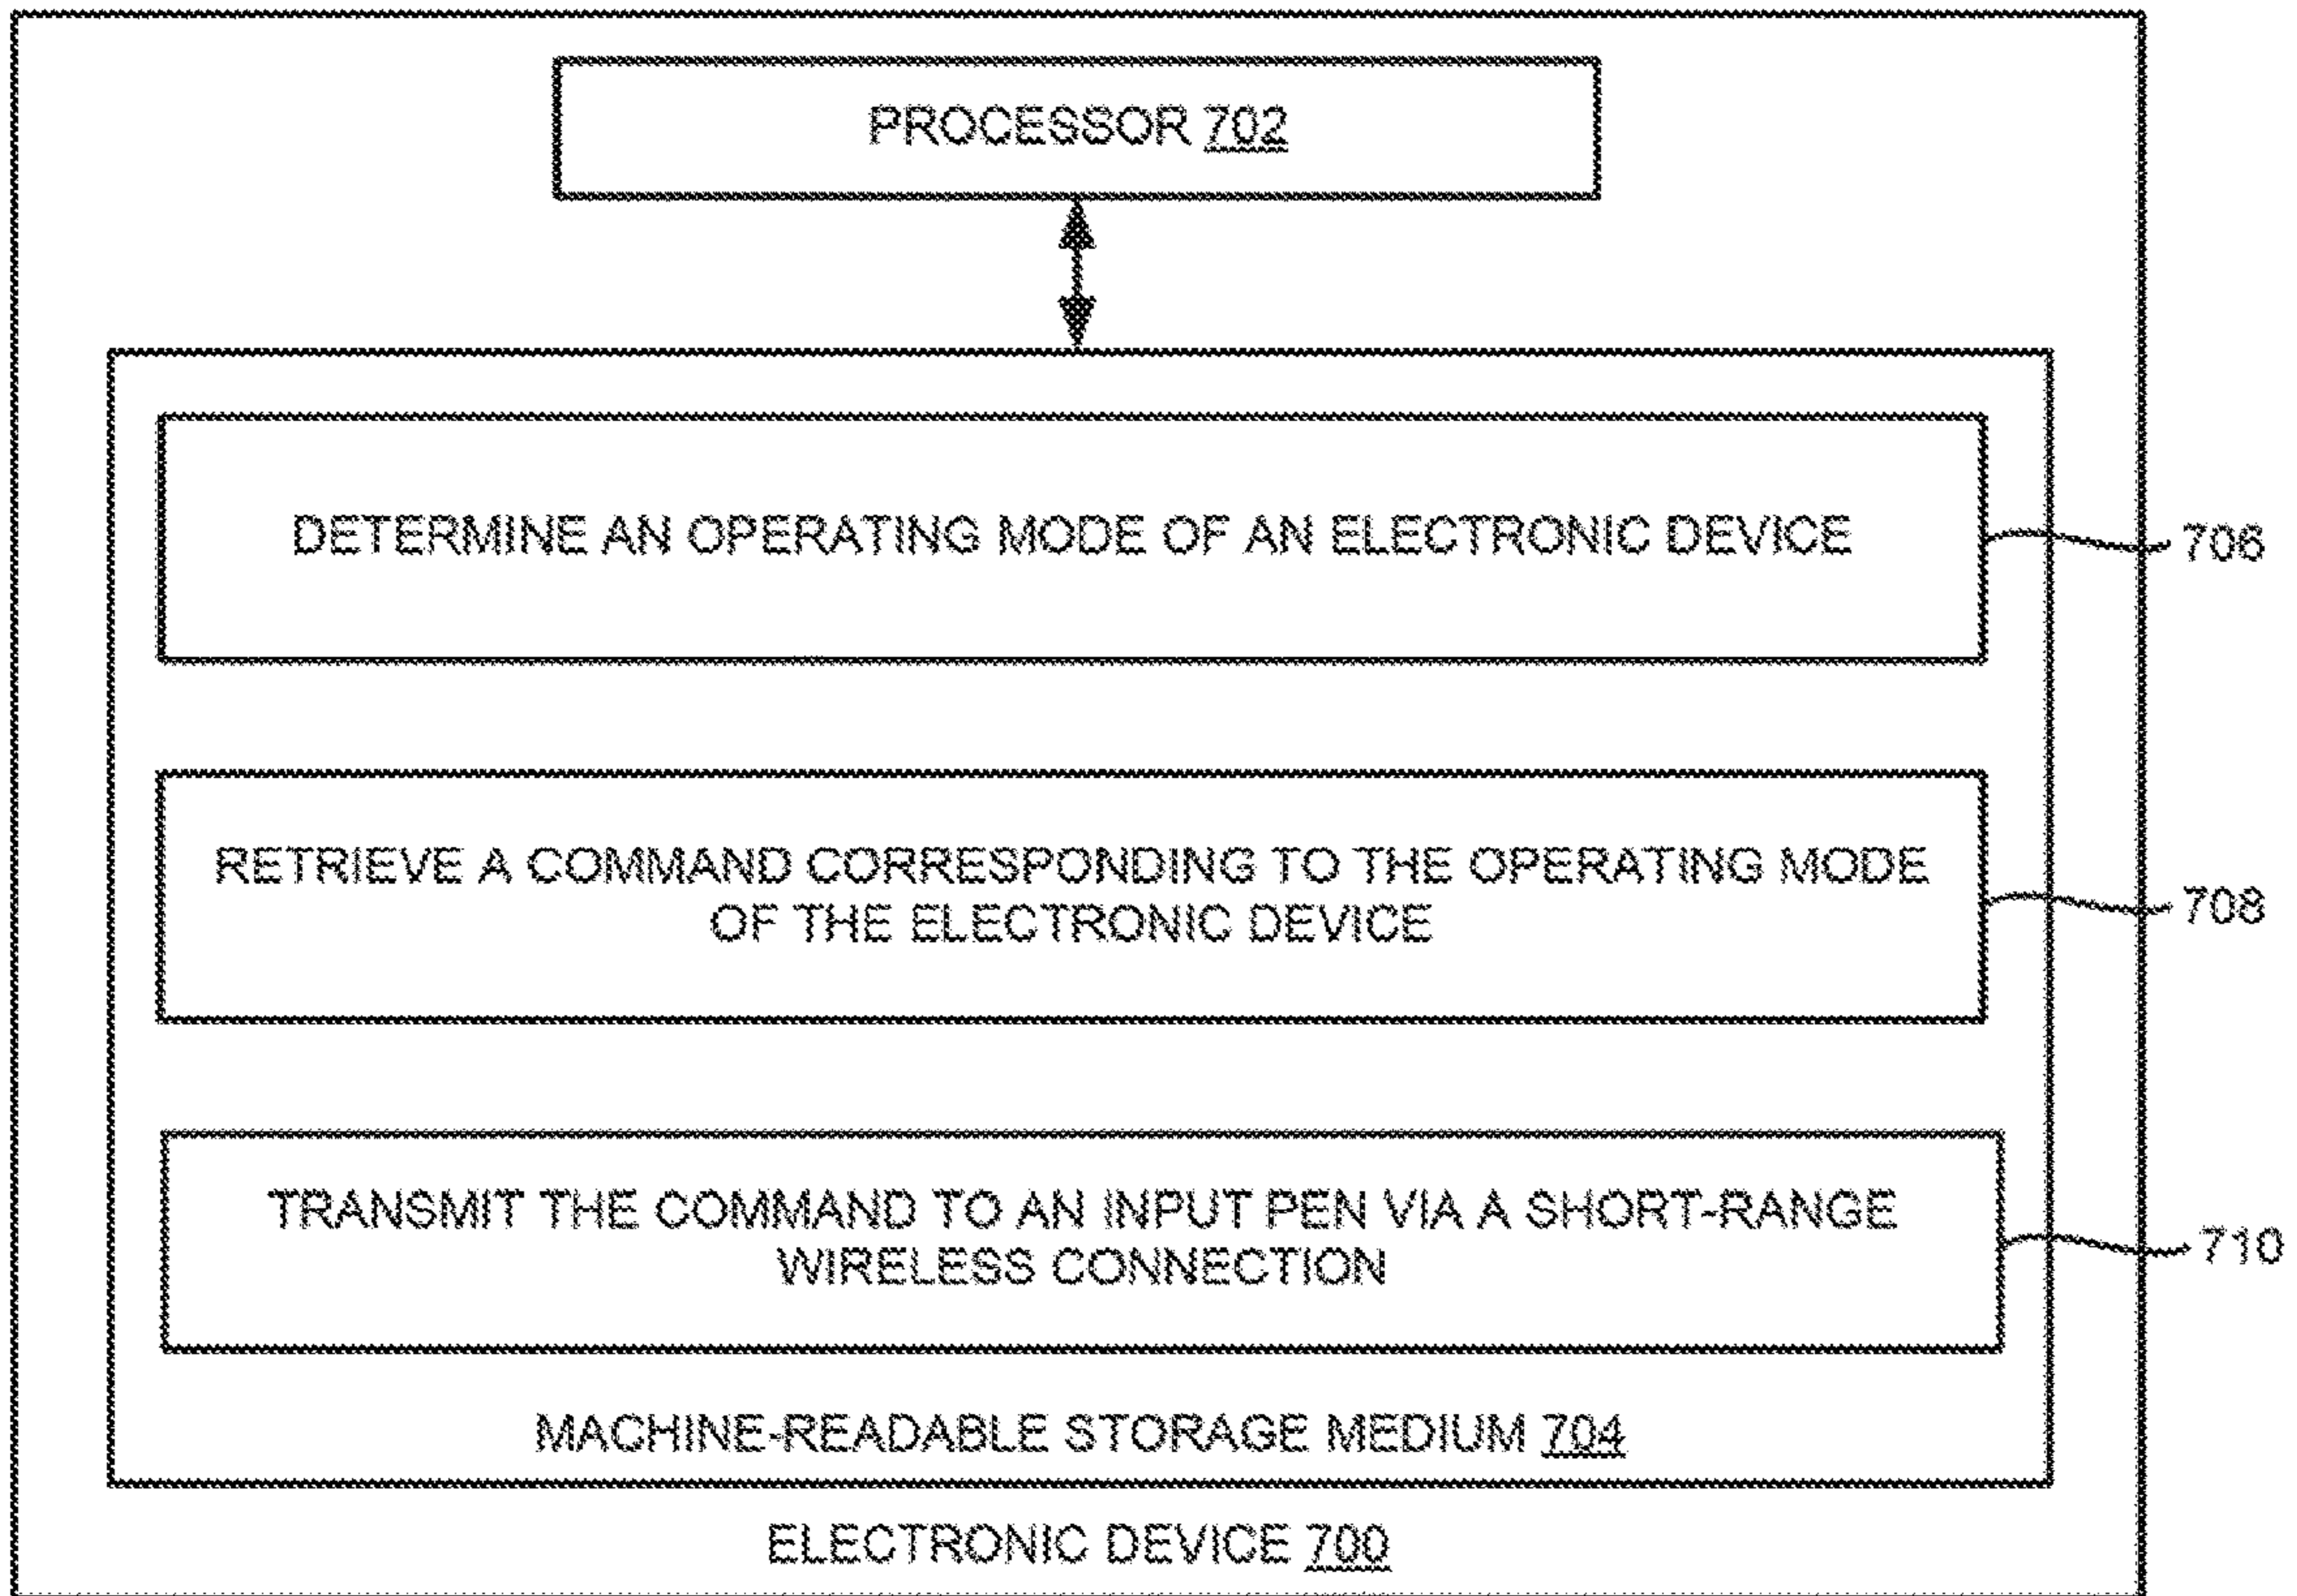 PROCESSOR 702
DETERMINE AN OPERATING MODE OF AN ELECTRONIC DEVICE
706
RETRIEVE A COMMAND CORRESPONDING TO THE OPERATING MODE
OF THE ELECTRONIC DEVICE
708
TRANSMIT THE COMMAND TO AN INPUT PEN VIA A SHORT-RANGE
WIRELESS CONNECTION
710
MACHINE-READABLE STORAGE MEDIUM 704
ELECTRONIC DEVICE 700